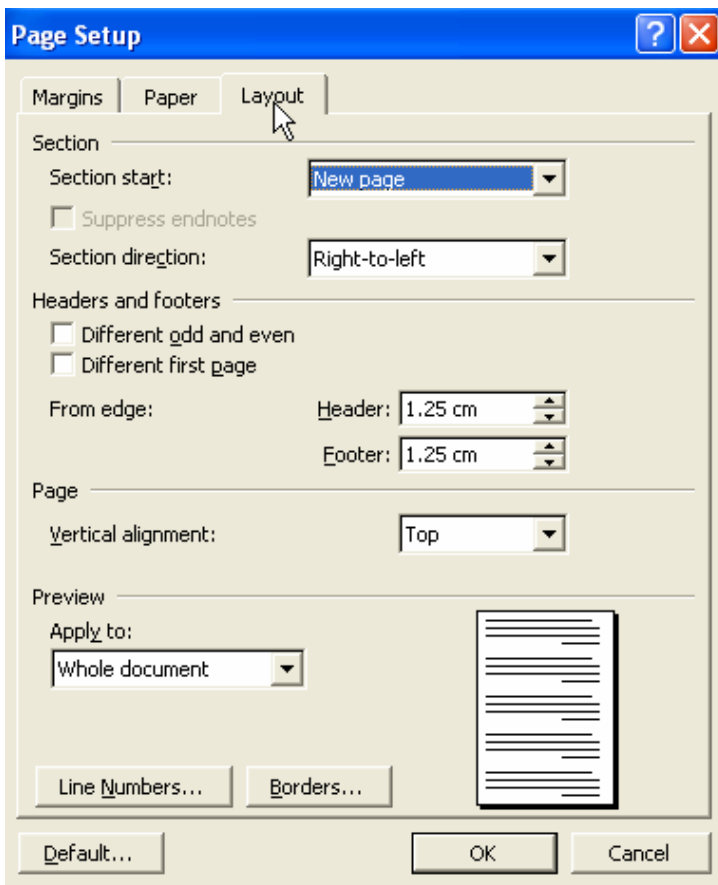 Page Setup
Margins Paper Layout
Section
Section start: New page
Suppress endnotes
Section direction: Right-to-left
Headers and footers
Different odd and even
Different first page
From edge: Header: 1.25 cm
Footer: 1.25 cm
Page
Vertical alignment: Top
Preview
Apply to:
Whole document
Line Numbers... Borders...
Default... OK Cancel